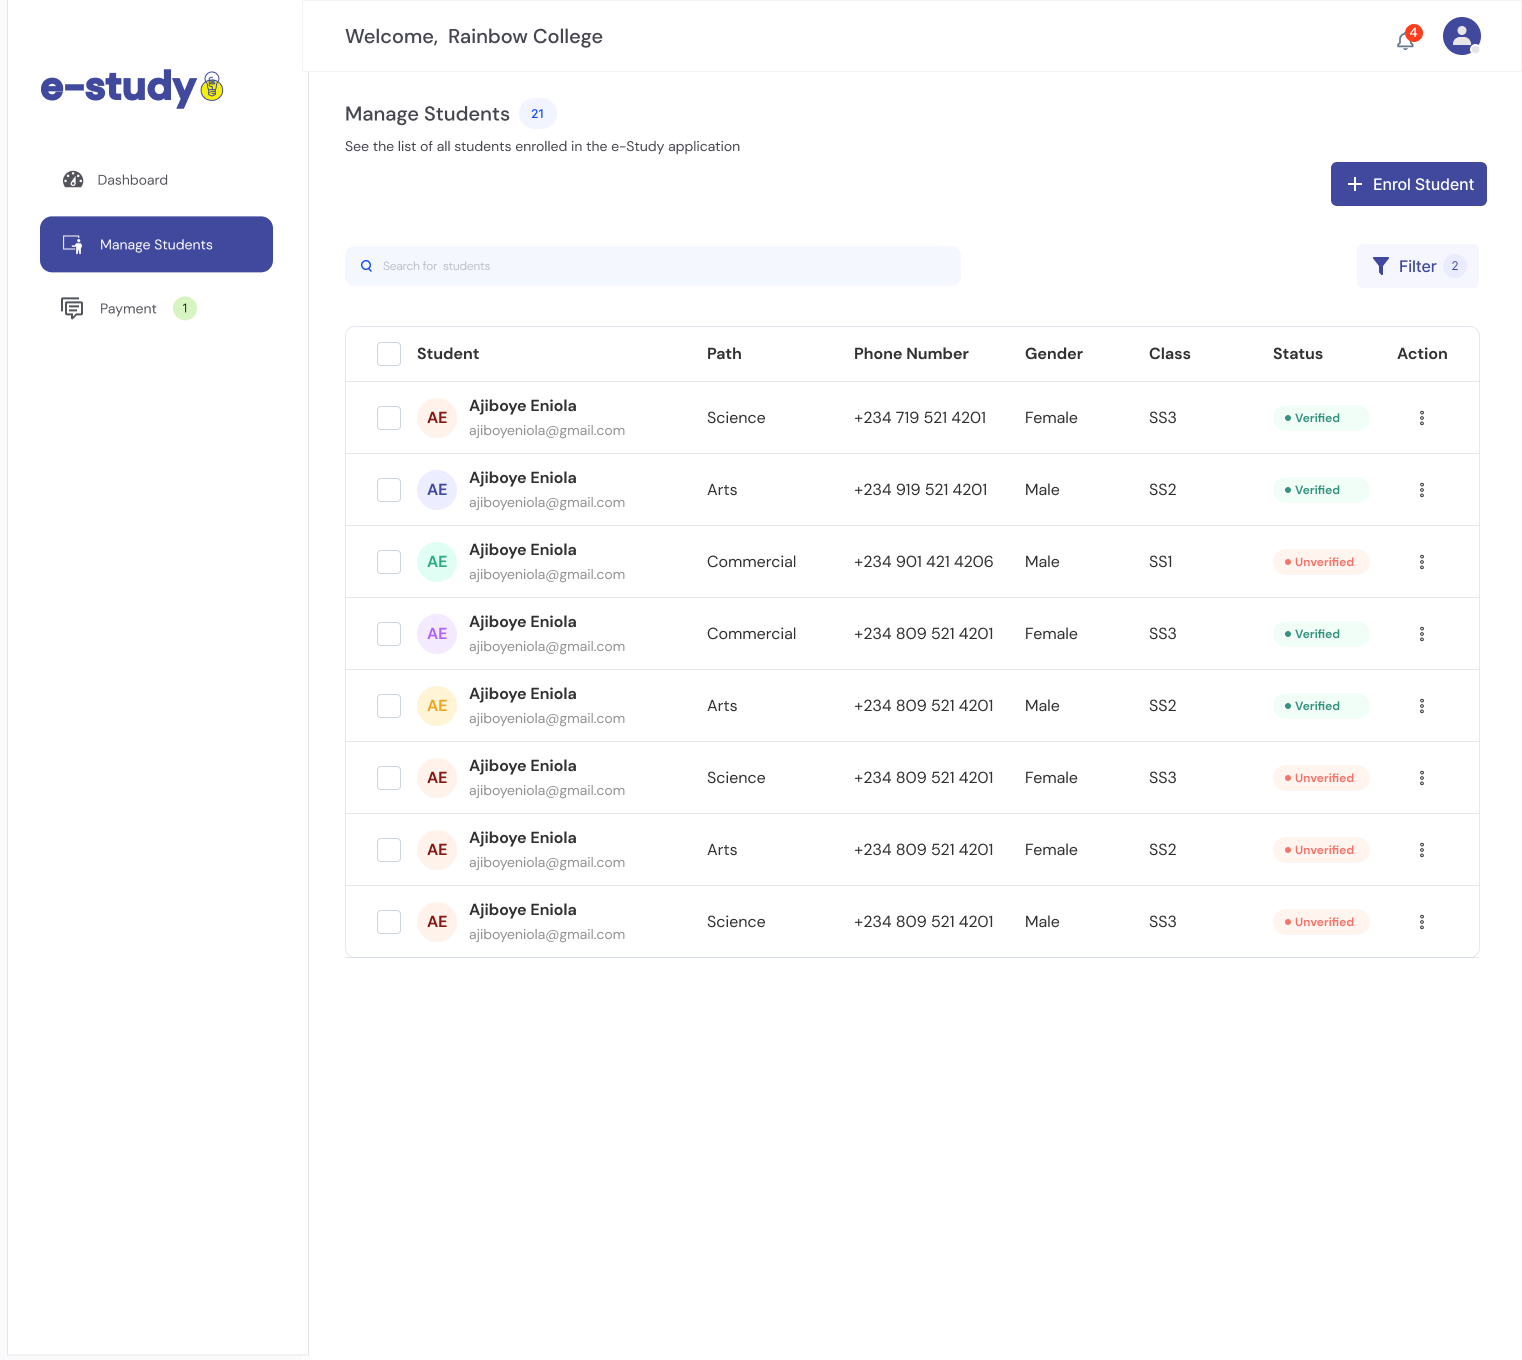 Welcome, Rainbow College
4
e-study
Dashboard
Manage Students
Payment 1
Manage Students 21
See the list of all students enrolled in the e-Study application
+ Enrol Student
Search for students
Filter 2
Student Path Phone Number Gender Class Status Action
AE Ajiboye Eniola
ajiboyeniola@gmail.com
Science +234 719 521 4201 Female SS3 Verified
AE Ajiboye Eniola
ajiboyeniola@gmail.com
Arts +234 919 521 4201 Male SS2 Verified
AE Ajiboye Eniola
ajiboyeniola@gmail.com
Commercial +234 901 421 4206 Male SS1 Unverified
AE Ajiboye Eniola
ajiboyeniola@gmail.com
Commercial +234 809 521 4201 Female SS3 Verified
AE Ajiboye Eniola
ajiboyeniola@gmail.com
Arts +234 809 521 4201 Male SS2 Verified
AE Ajiboye Eniola
ajiboyeniola@gmail.com
Science +234 809 521 4201 Female SS3 Unverified
AE Ajiboye Eniola
ajiboyeniola@gmail.com
Arts +234 809 521 4201 Female SS2 Unverified
AE Ajiboye Eniola
ajiboyeniola@gmail.com
Science +234 809 521 4201 Male SS3 Unverified